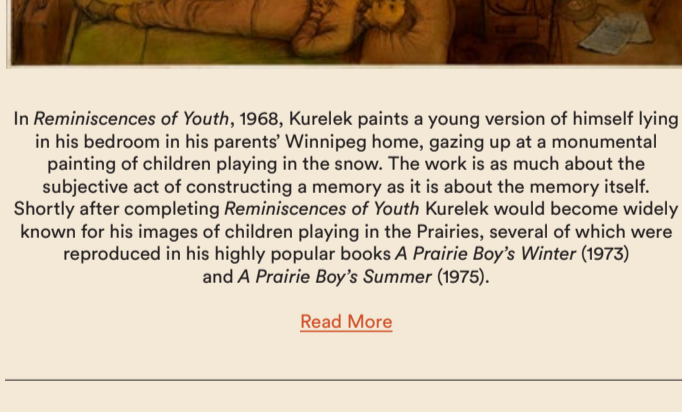 In Reminiscences of Youth, 1968, Kurelek paints a young version of himself lying
in his bedroom in his parents’ Winnipeg home, gazing up at a monumental
painting of children playing in the snow. The work is as much about the
subjective act of constructing a memory as it is about the memory itself.
Shortly after completing Reminiscences of Youth Kurelek would become widely
known for his images of children playing in the Prairies, several of which were
reproduced in his highly popular books A Prairie Boy’s Winter (1973)
and A Prairie Boy’s Summer (1975).
Read More